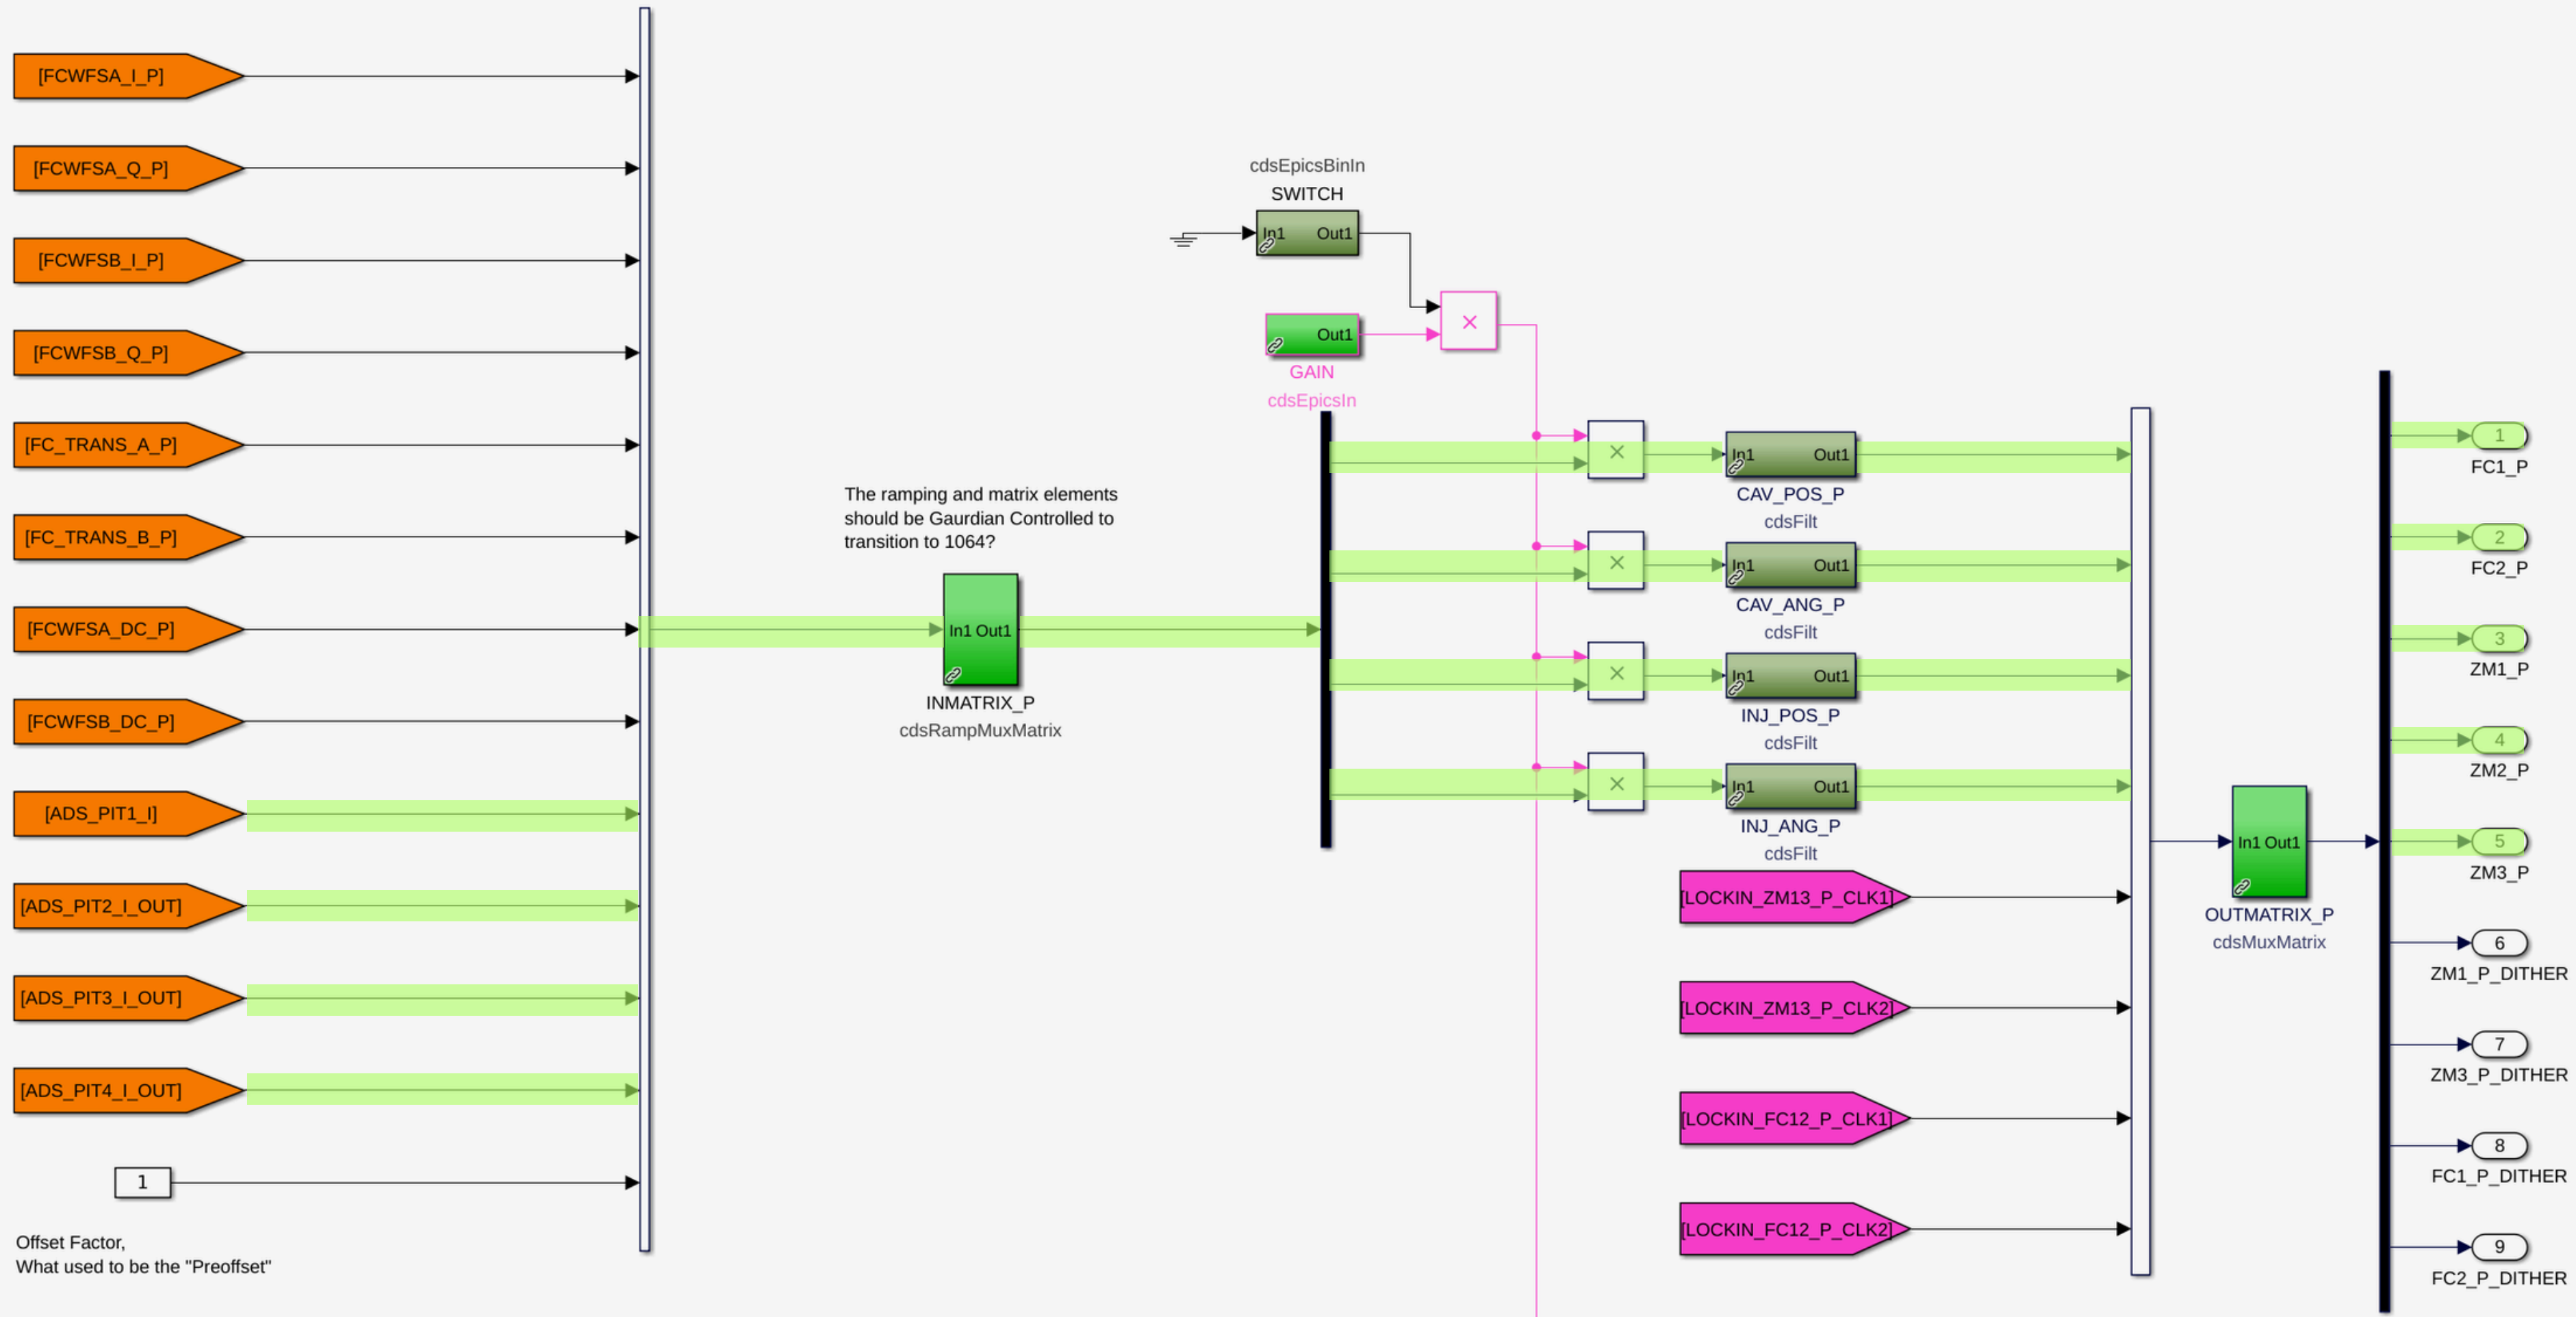 [FCWFSA_I_P]
[FCWFSA_Q_P]
[FCWFSB_I_P]
[FCWFSB_Q_P]
[FC_TRANS_A_P]
[FC_TRANS_B_P]
[FCWFSA_DC_P]
[FCWFSB_DC_P]
[ADS_PIT1_I]
[ADS_PIT2_I_OUT]
[ADS_PIT3_I_OUT]
[ADS_PIT4_I_OUT]
1
Offset Factor,
What used to be the "Preoffset"
The ramping and matrix elements
should be Gaurdian Controlled to
transition to 1064?
In1 Out1
INMATRIX_P
cdsRampMuxMatrix
cdsEpicsBinIn
SWITCH
In1 Out1
×
Out1
GAIN
cdsEpicsIn
×
In1 Out1
CAV_POS_P
cdsFilt
×
In1 Out1
CAV_ANG_P
cdsFilt
×
In1 Out1
INJ_POS_P
cdsFilt
×
In1 Out1
INJ_ANG_P
cdsFilt
[LOCKIN_ZM13_P_CLK1]
[LOCKIN_ZM13_P_CLK2]
[LOCKIN_FC12_P_CLK1]
[LOCKIN_FC12_P_CLK2]
In1 Out1
OUTMATRIX_P
cdsMuxMatrix
1
FC1_P
2
FC2_P
3
ZM1_P
4
ZM2_P
5
ZM3_P
6
ZM1_P_DITHER
7
ZM3_P_DITHER
8
FC1_P_DITHER
9
FC2_P_DITHER